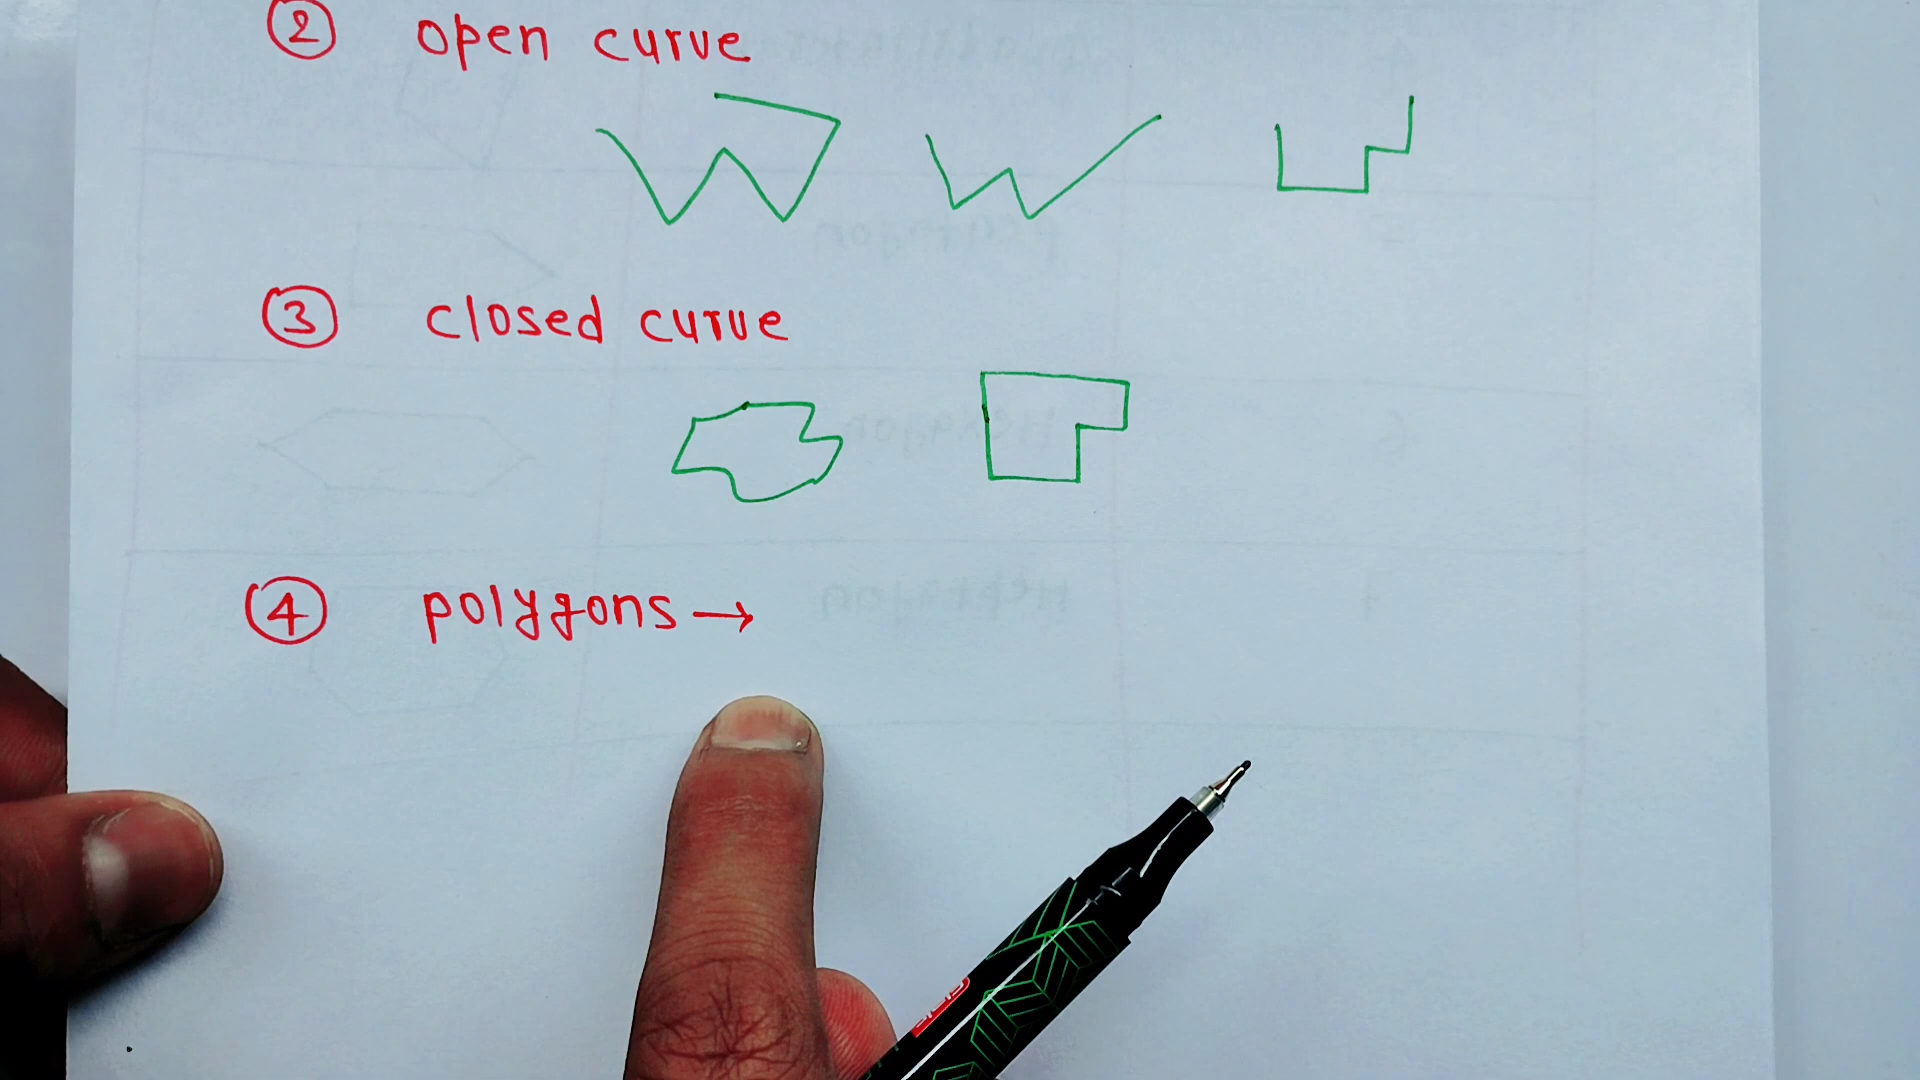 ② open curve
③ closed curve
④ polygons →